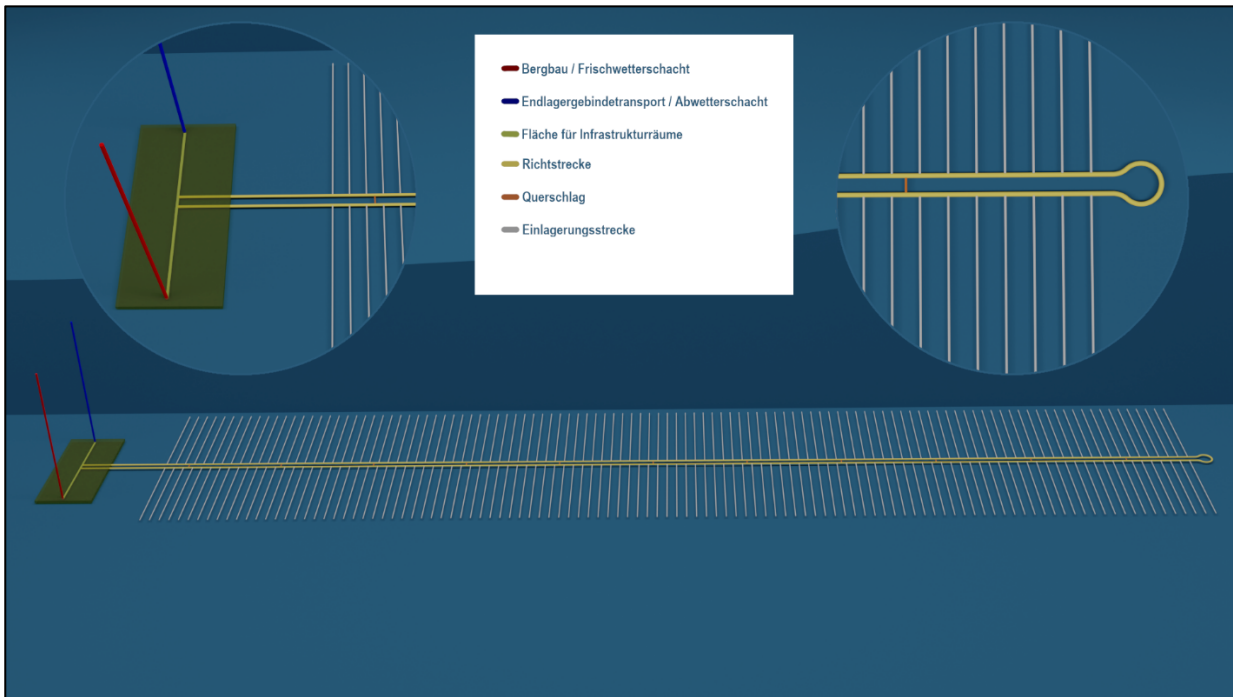 Bergbau / Frischwetterschacht
Endlagergebindetransport / Abwetterschacht
Fläche für Infrastrukturräume
Richtstrecke
Querschlag
Einlagerungsstrecke